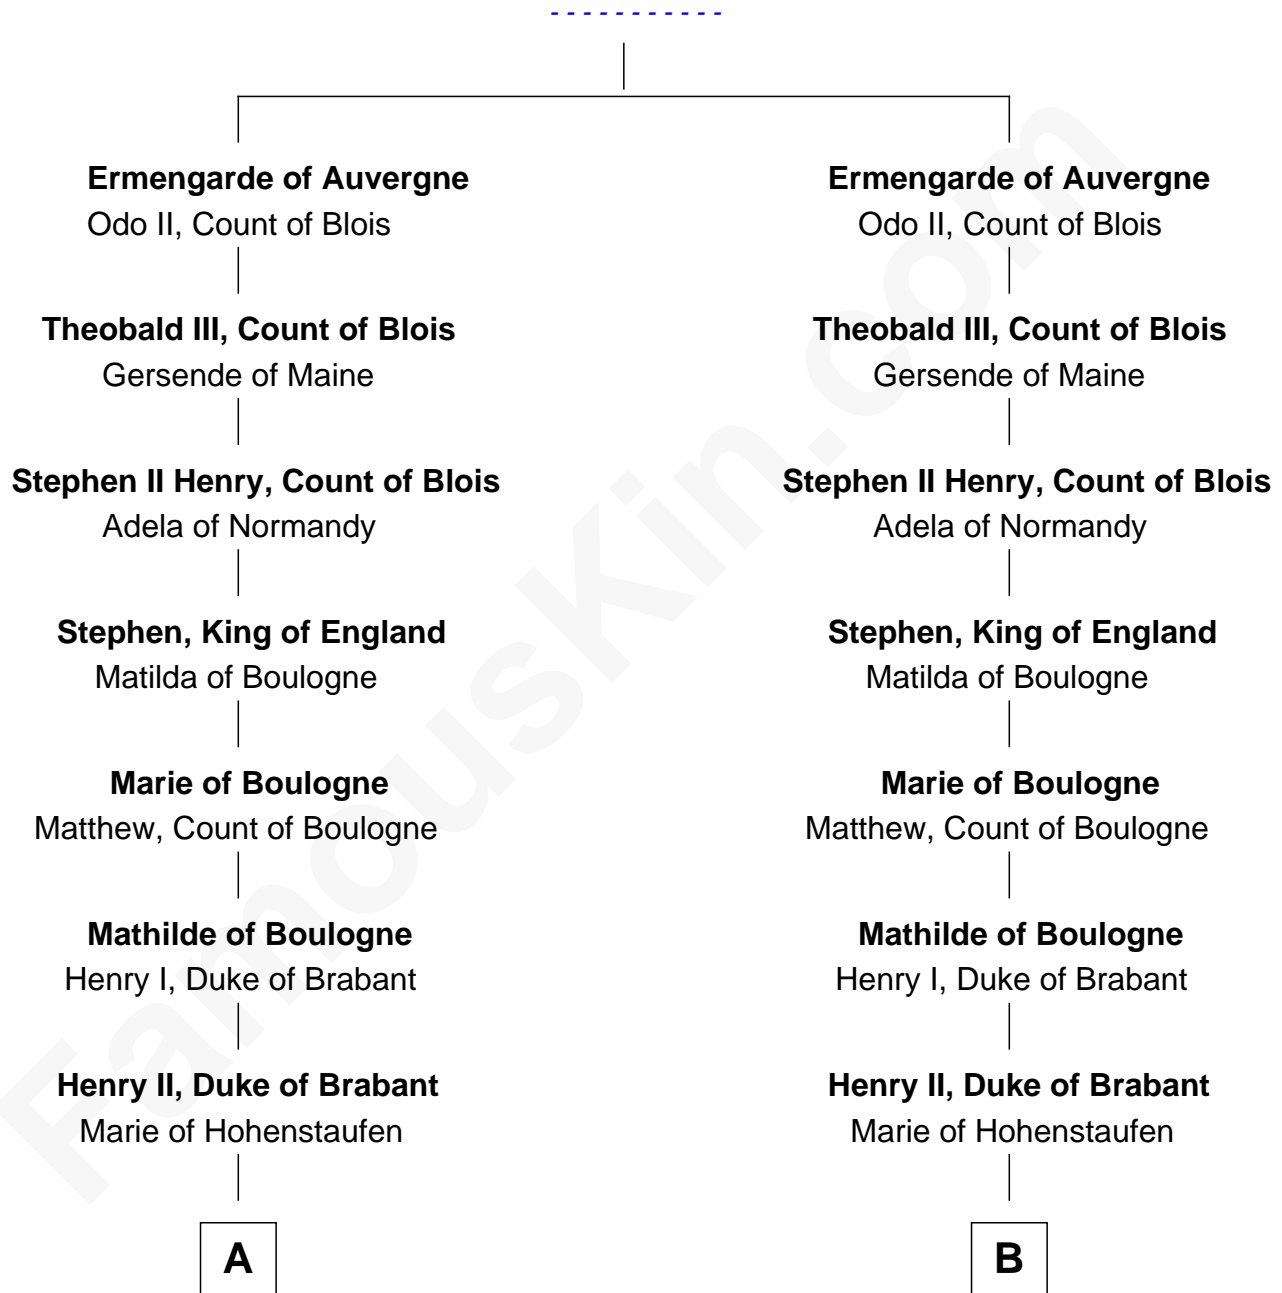 - - - - - - - - - - -
Ermengarde of Auvergne
Odo II, Count of Blois
Theobald III, Count of Blois
Gersende of Maine
Stephen II Henry, Count of Blois
Adela of Normandy
Stephen, King of England
Matilda of Boulogne
Marie of Boulogne
Matthew, Count of Boulogne
Mathilde of Boulogne
Henry I, Duke of Brabant
Henry II, Duke of Brabant
Marie of Hohenstaufen
A
Ermengarde of Auvergne
Odo II, Count of Blois
Theobald III, Count of Blois
Gersende of Maine
Stephen II Henry, Count of Blois
Adela of Normandy
Stephen, King of England
Matilda of Boulogne
Marie of Boulogne
Matthew, Count of Boulogne
Mathilde of Boulogne
Henry I, Duke of Brabant
Henry II, Duke of Brabant
Marie of Hohenstaufen
B
FamousKin.com